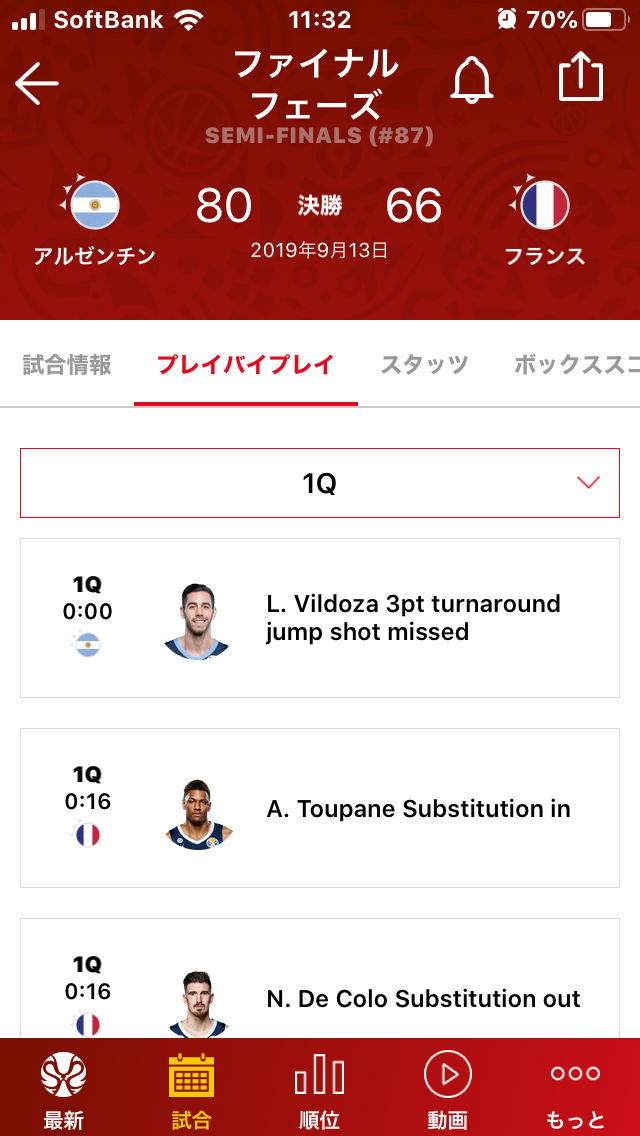 SoftBank 11:32 70%
ファイナル
フェーズ
SEMI-FINALS (#87)
80 決勝 66
アルゼンチン 2019年9月13日 フランス
試合情報 プレイバイプレイ スタッツ ボックススコ
1Q
1Q
0:00
L. Vildoza 3pt turnaround
jump shot missed
1Q
0:16
A. Toupane Substitution in
1Q
0:16
N. De Colo Substitution out
最新 試合 順位 動画 もっと